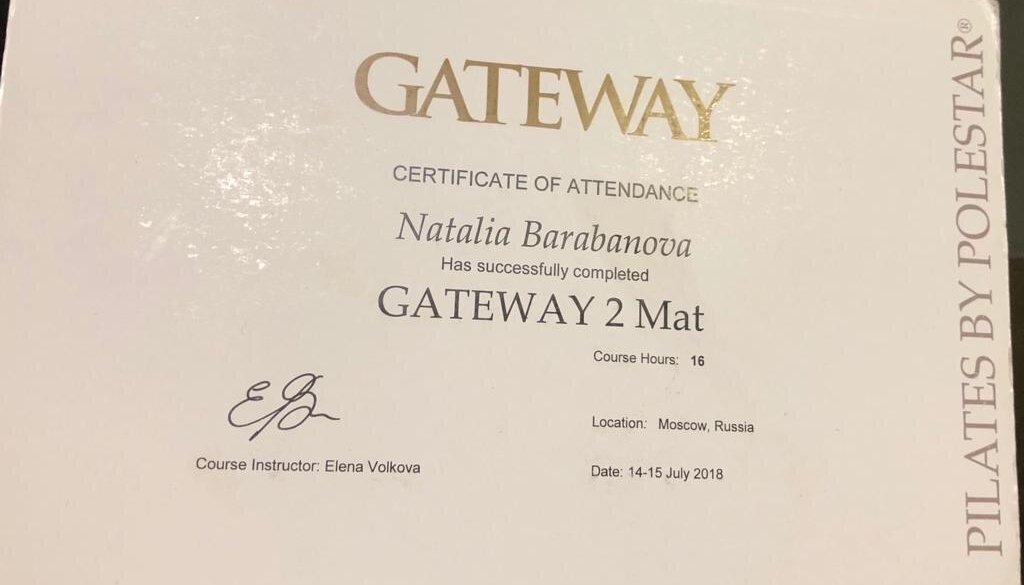 GATEWAY
CERTIFICATE OF ATTENDANCE
Natalia Barabanova
Has successfully completed
GATEWAY 2 Mat
Course Hours: 16
Location: Moscow, Russia
Course Instructor: Elena Volkova
Date: 14-15 July 2018
PILATES BY POLESTAR®